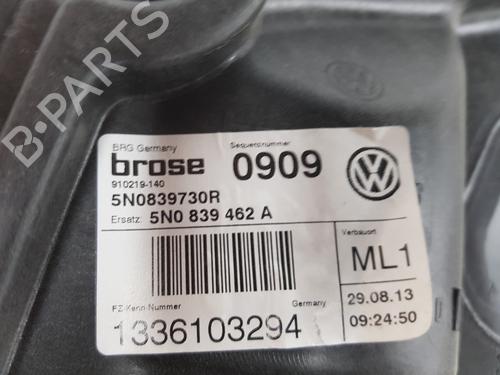 B-PARTS
BRG Germany
Sequenznummer
brose 0909
910219-140
5N0839730R
Ersatz: 5N0 839 462 A
Verbauort
ML1
FZ-Kenn-Nummer
Germany
29.08.13
1336103294
09:24:50